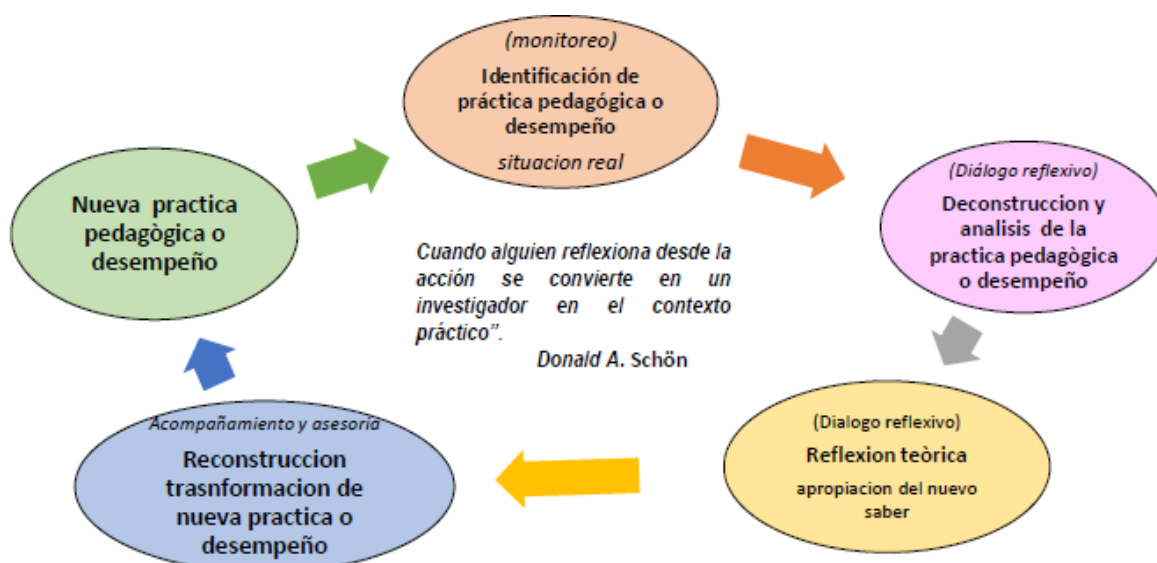 (monitoreo)
Identificación de
práctica pedagógica o
desempeño
situacion real
(Diálogo reflexivo)
Deconstruccion y
analisis de la
practica pedagògica
o desempeño
(Dialogo reflexivo)
Reflexion teòrica
apropiacion del nuevo
saber
Acompañamiento y asesoría
Reconstruccion
trasnformacion de
nueva practica o
desempeño
Nueva practica
pedagògica o
desempeño
Cuando alguien reflexiona desde la
acción se convierte en un
investigador en el contexto
práctico”.
Donald A. Schön